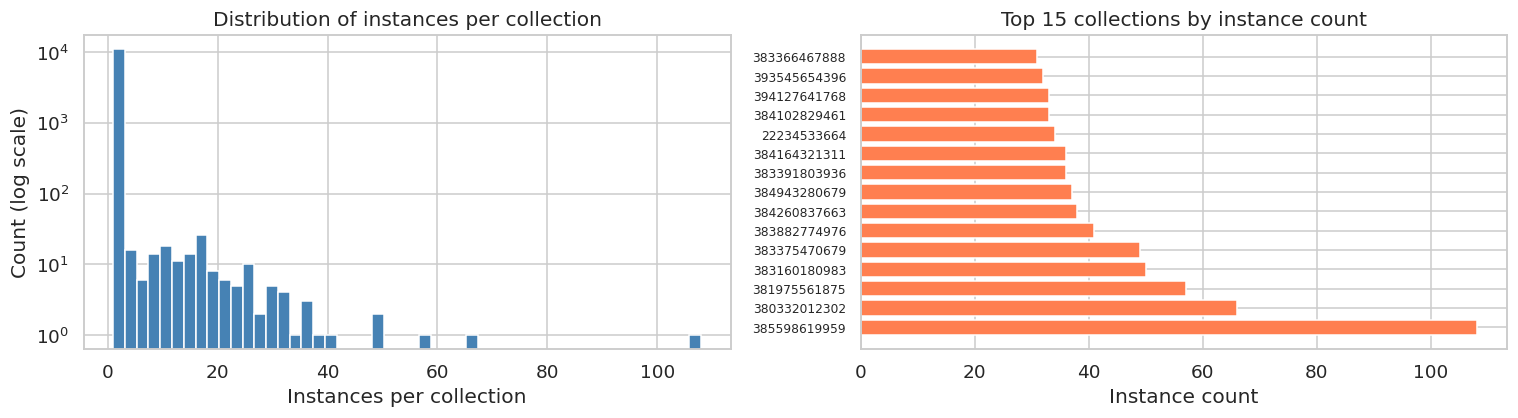 Distribution of instances per collection
Count (log scale)
10⁴
10³
10²
10¹
10⁰
0 20 40 60 80 100
Instances per collection
Top 15 collections by instance count
383366467888
393545654396
394127641768
384102829461
22234533664
384164321311
383391803936
384943280679
384260837663
383882774976
383375470679
383160180983
381975561875
380332012302
385598619959
0 20 40 60 80 100
Instance count